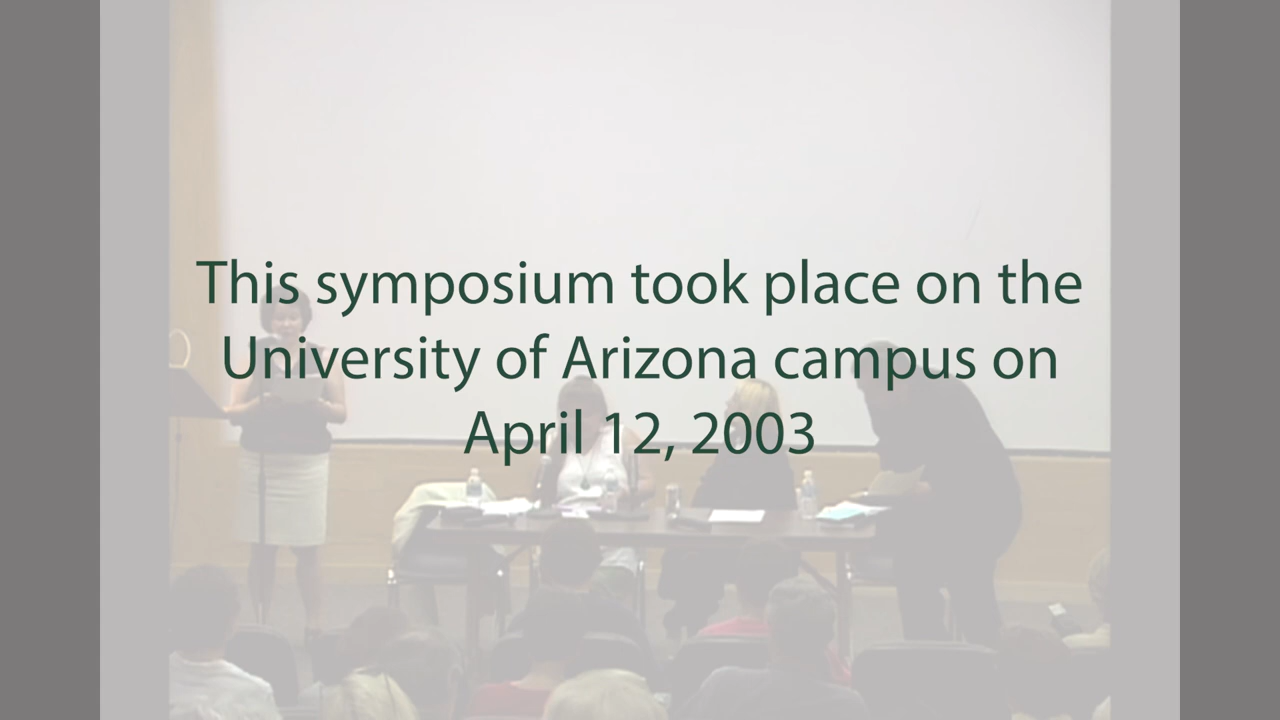 This symposium took place on the
University of Arizona campus on
April 12, 2003